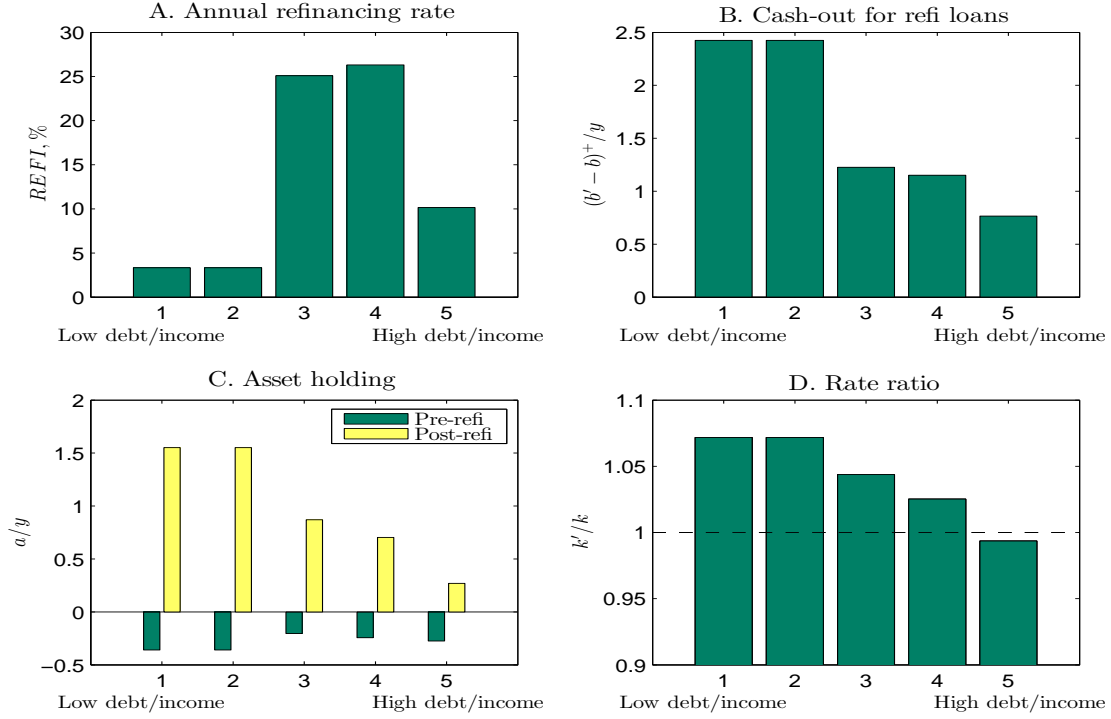 A. Annual refinancing rate
30
25
20
15
10
5
0
REFI, %
1 2 3 4 5
Low debt/income High debt/income
B. Cash-out for refi loans
2.5
2
1.5
1
0.5
0
(b′ − b)⁺/y
1 2 3 4 5
Low debt/income High debt/income
C. Asset holding
2
1.5
1
0.5
0
−0.5
a/y
Pre-refi
Post-refi
1 2 3 4 5
Low debt/income High debt/income
D. Rate ratio
1.1
1.05
1
0.95
0.9
k′/k
1 2 3 4 5
Low debt/income High debt/income